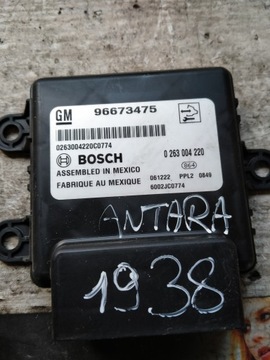 GM 96673475
0263004220C0774
BOSCH 0 263 004 220
ASSEMBLED IN MEXICO
FABRIQUE AU MEXIQUE
061222 PPL2 0849
6002JC0774
ANTARA
1938